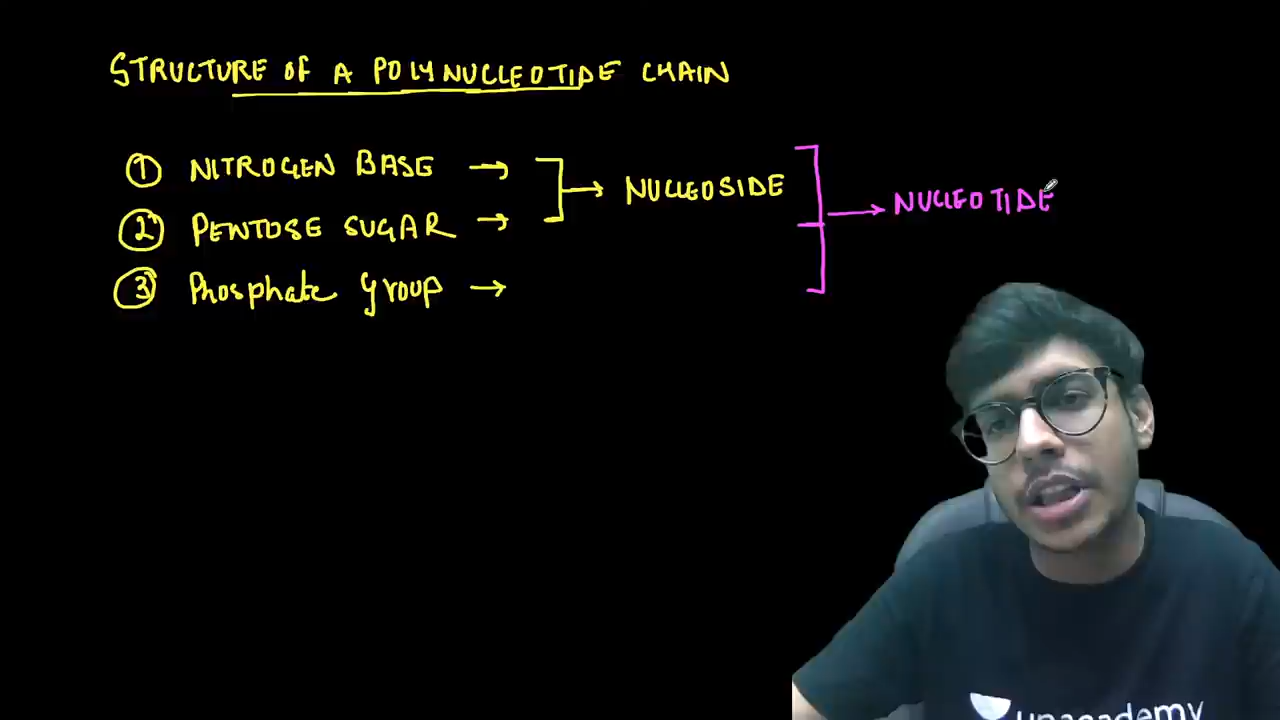 STRUCTURE OF A POLYNUCLEOTIDE CHAIN
① NITROGEN BASE →
② PENTOSE SUGAR →
③ Phosphate group →
→ NUCLEOSIDE
→ NUCLEOTIDE
unacademy